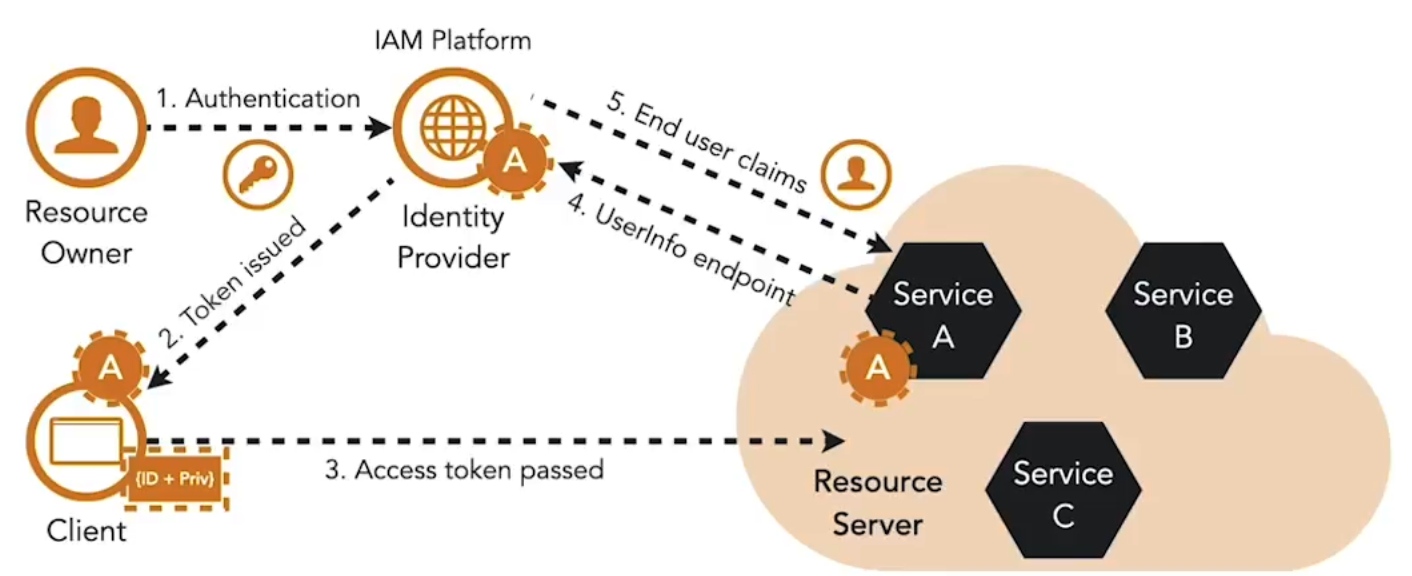 IAM Platform
1. Authentication
5. End user claims
A
Resource
Owner
Identity
Provider
4. UserInfo endpoint
2. Token issued
Service
A
Service
B
A
A
3. Access token passed
{ID + Priv}
Client
Resource
Server
Service
C